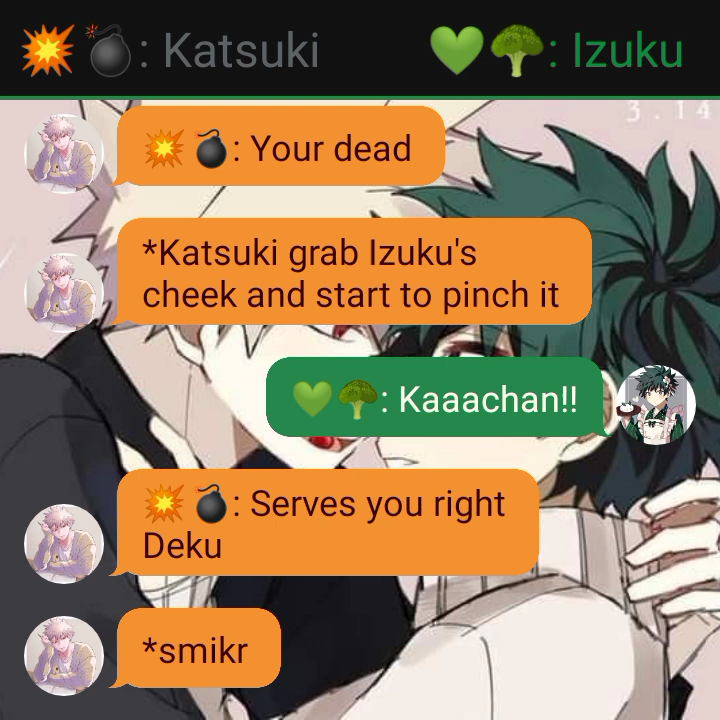 💥💣: Katsuki
💚🥦: Izuku
3.14
💥💣: Your dead
*Katsuki grab Izuku's
cheek and start to pinch it
💚🥦: Kaaachan!!
💥💣: Serves you right
Deku
*smikr